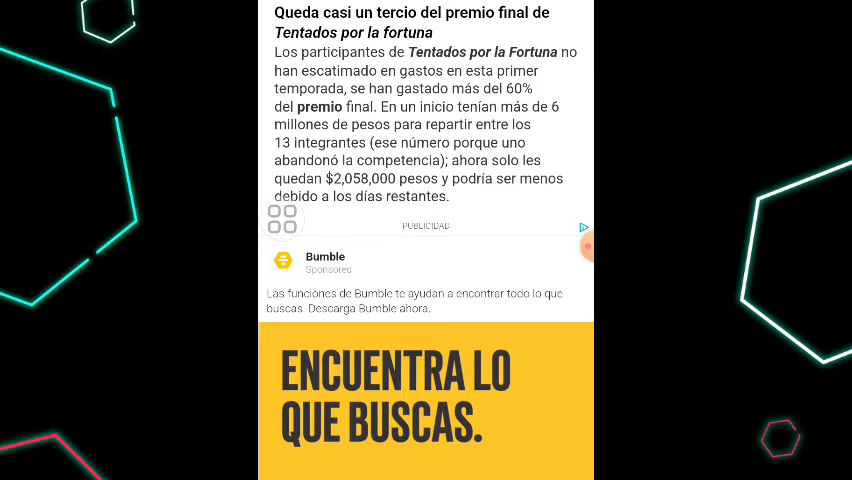 Queda casi un tercio del premio final de
Tentados por la fortuna
Los participantes de Tentados por la Fortuna no
han escatimado en gastos en esta primer
temporada, se han gastado más del 60%
del premio final. En un inicio tenían más de 6
millones de pesos para repartir entre los
13 integrantes (ese número porque uno
abandonó la competencia); ahora solo les
quedan $2,058,000 pesos y podría ser menos
debido a los días restantes.
PUBLICIDAD
Bumble
Sponsored
Las funciones de Bumble te ayudan a encontrar todo lo que
buscas. Descarga Bumble ahora.
ENCUENTRA LO
QUE BUSCAS.